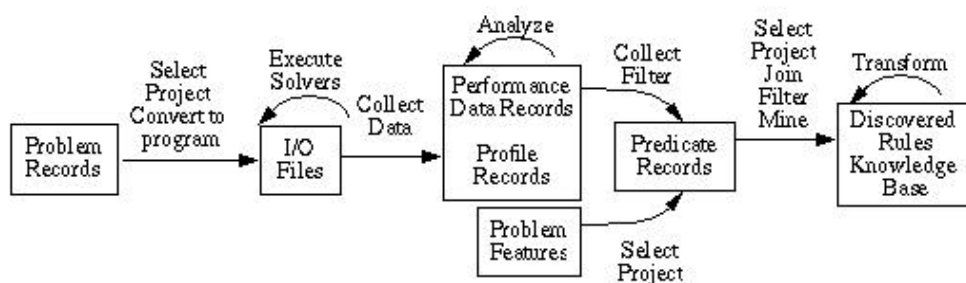 Problem
Records
Select
Project
Convert to
program
Execute
Solvers
I/O
Files
Collect
Data
Analyze
Performance
Data Records
Profile
Records
Problem
Features
Collect
Filter
Select
Project
Predicate
Records
Select
Project
Join
Filter
Mine
Transform
Discovered
Rules
Knowledge
Base